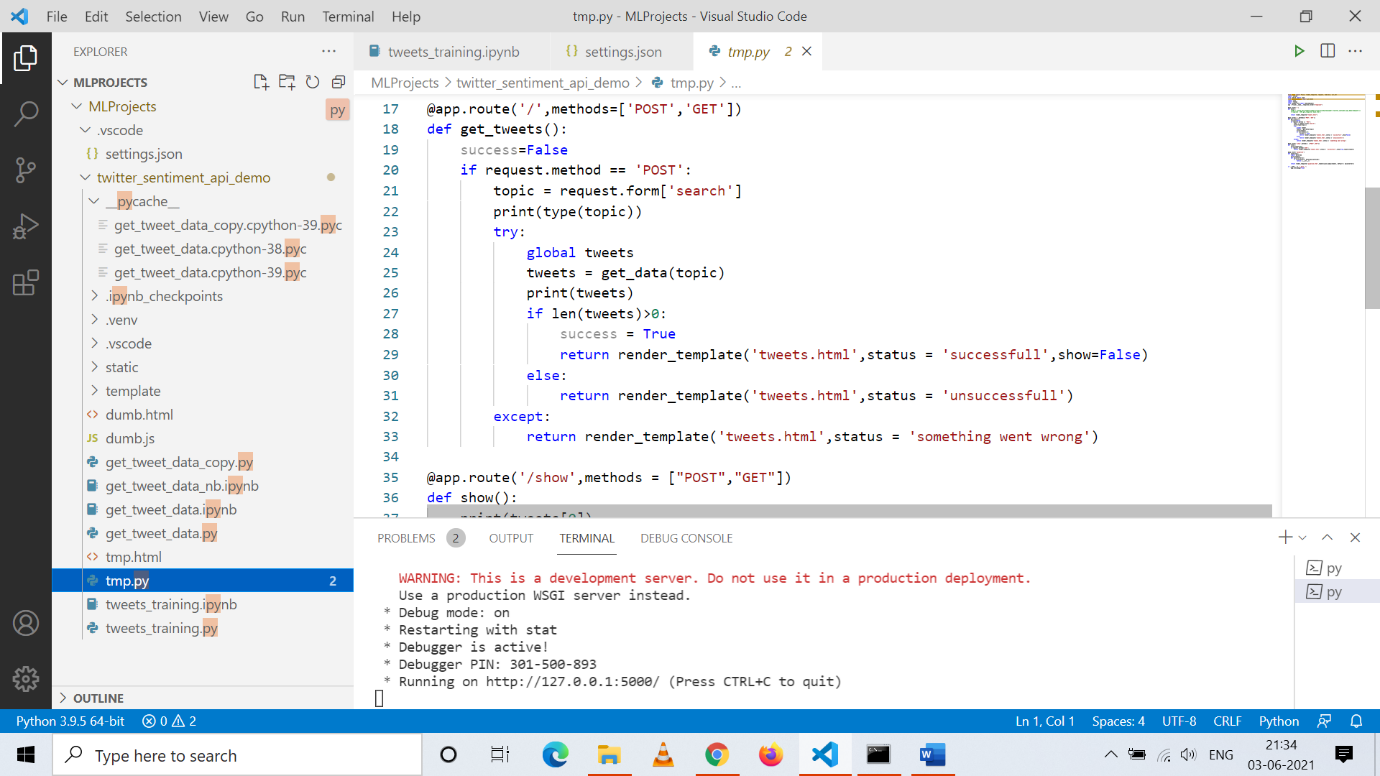 File Edit Selection View Go Run Terminal Help tmp.py - MLProjects - Visual Studio Code
EXPLORER
MLPROJECTS
MLProjects py
.vscode
{} settings.json
twitter_sentiment_api_demo
__pycache__
get_tweet_data_copy.cpython-39.pyc
get_tweet_data.cpython-38.pyc
get_tweet_data.cpython-39.pyc
.ipynb_checkpoints
.venv
.vscode
static
template
<> dumb.html
JS dumb.js
get_tweet_data_copy.py
get_tweet_data_nb.ipynb
get_tweet_data.ipynb
get_tweet_data.py
<> tmp.html
tmp.py 2
tweets_training.ipynb
tweets_training.py
OUTLINE
tweets_training.ipynb {} settings.json tmp.py 2
MLProjects > twitter_sentiment_api_demo > tmp.py > ...
17 @app.route('/',methods=['POST','GET'])
18 def get_tweets():
19     success=False
20     if request.method == 'POST':
21         topic = request.form['search']
22         print(type(topic))
23         try:
24             global tweets
25             tweets = get_data(topic)
26             print(tweets)
27             if len(tweets)>0:
28                 success = True
29                 return render_template('tweets.html',status = 'successfull',show=False)
30             else:
31                 return render_template('tweets.html',status = 'unsuccessfull')
32         except:
33             return render_template('tweets.html',status = 'something went wrong')
34
35 @app.route('/show',methods = ["POST","GET"])
36 def show():
37     print(tweets[0])
PROBLEMS 2 OUTPUT TERMINAL DEBUG CONSOLE
WARNING: This is a development server. Do not use it in a production deployment.
Use a production WSGI server instead.
* Debug mode: on
* Restarting with stat
* Debugger is active!
* Debugger PIN: 301-500-893
* Running on http://127.0.0.1:5000/ (Press CTRL+C to quit)
py
py
Python 3.9.5 64-bit 0 2 Ln 1, Col 1 Spaces: 4 UTF-8 CRLF Python
Type here to search ENG 21:34
03-06-2021